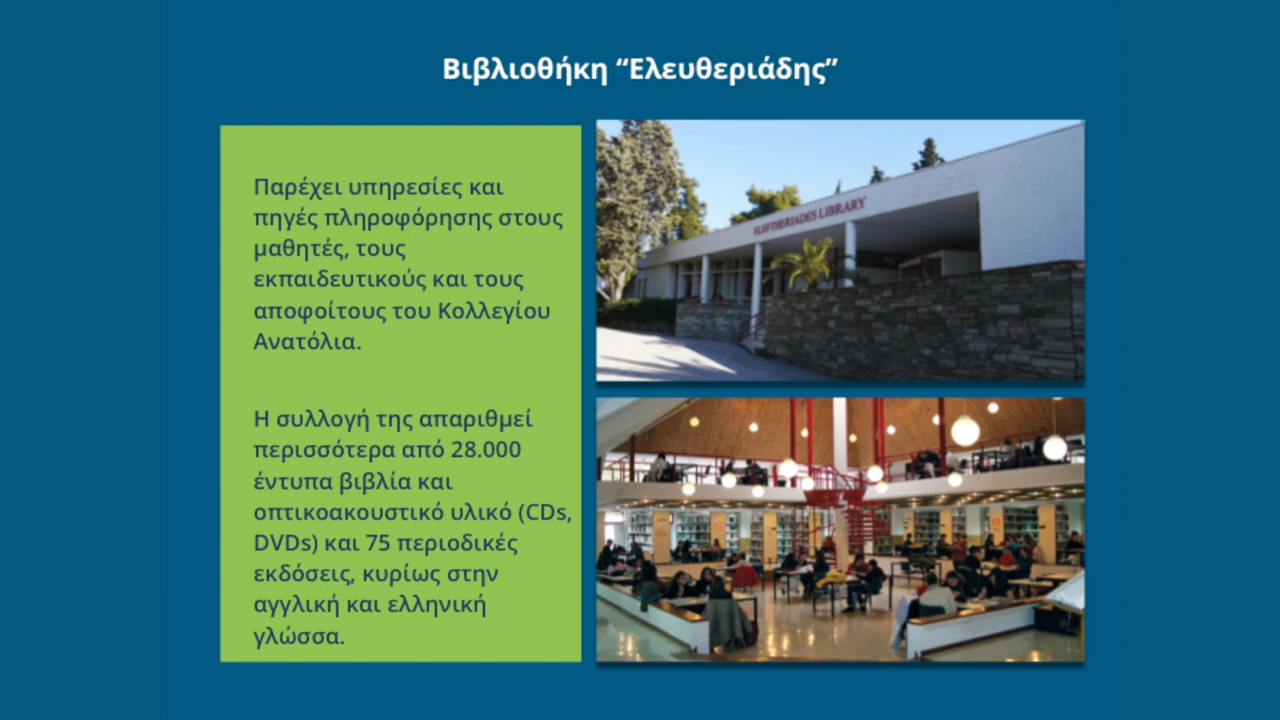 Βιβλιοθήκη “Ελευθεριάδης”
Παρέχει υπηρεσίες και
πηγές πληροφόρησης στους
μαθητές, τους
εκπαιδευτικούς και τους
αποφοίτους του Κολλεγίου
Ανατόλια.
Η συλλογή της απαριθμεί
περισσότερα από 28.000
έντυπα βιβλία και
οπτικοακουστικό υλικό (CDs,
DVDs) και 75 περιοδικές
εκδόσεις, κυρίως στην
αγγλική και ελληνική
γλώσσα.
ELEFTHERIADES LIBRARY